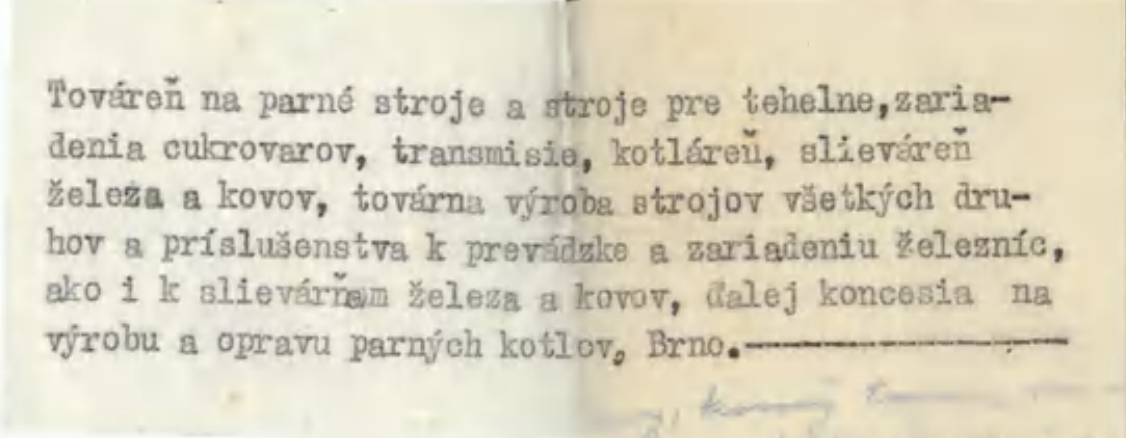 Továreň na parné stroje a stroje pre tehelne,zaria-
denia cukrovarov, transmisie, kotláreň, slieváreň
železa a kovov, továrna výroba strojov všetkých dru-
hov a príslušenstva k prevádzke a zariadeniu železníc,
ako i k slievárňam železa a kovov, ďalej koncesia na
výrobu a opravu parných kotlov, Brno.